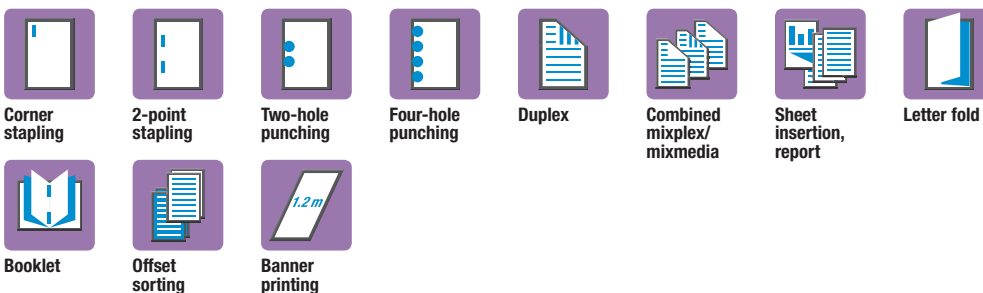 Corner
stapling
2-point
stapling
Two-hole
punching
Four-hole
punching
Duplex
Combined
mixplex/
mixmedia
Sheet
insertion,
report
Letter fold
Booklet
Offset
sorting
1.2 m
Banner
printing